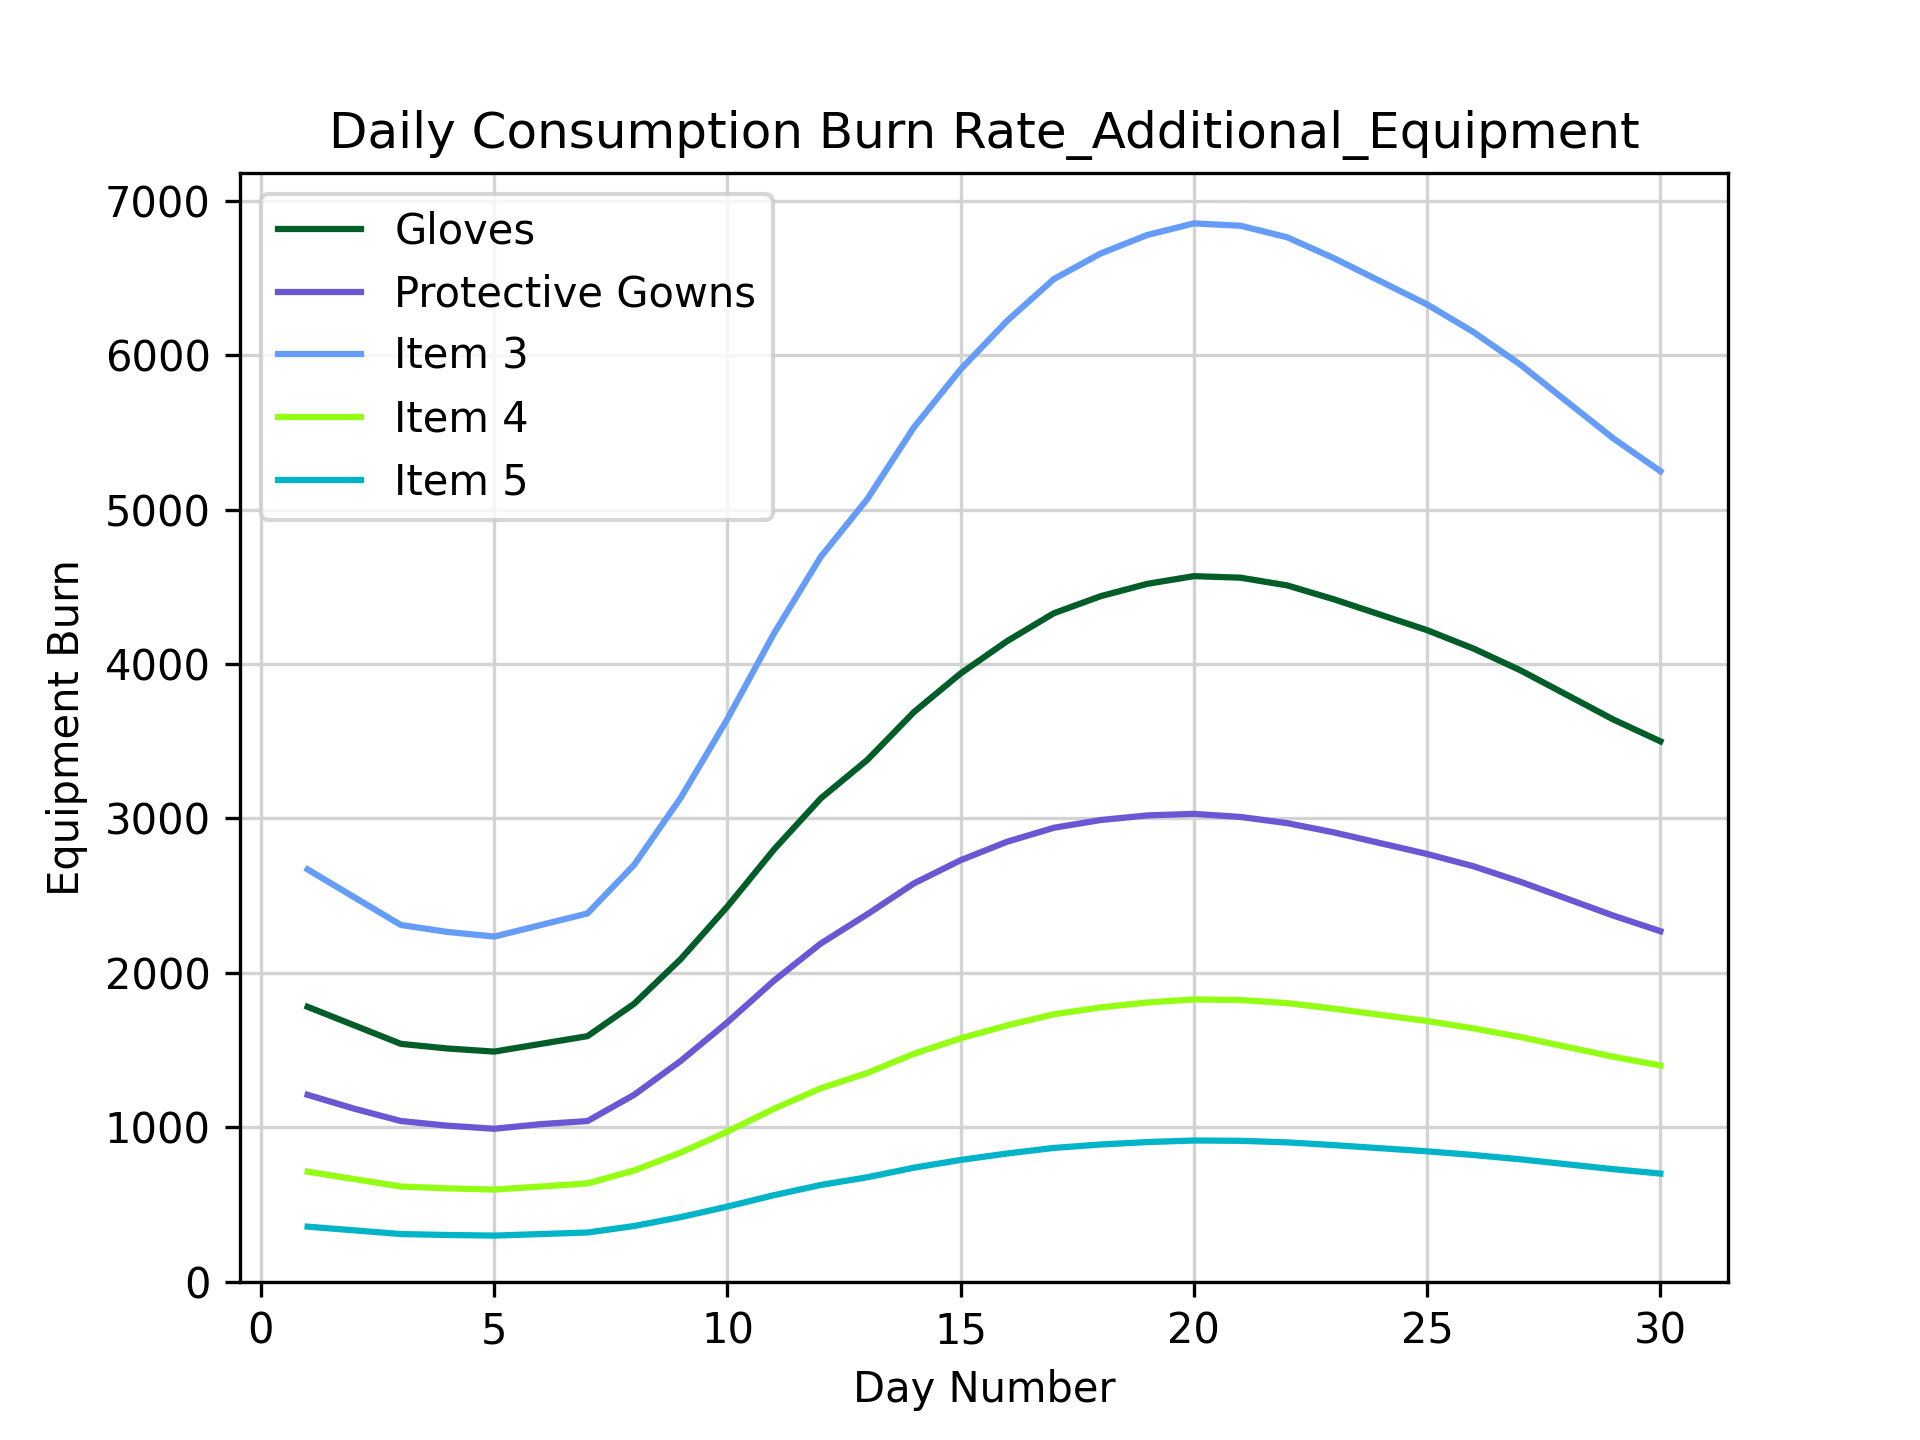 Daily Consumption Burn Rate_Additional_Equipment
7000
6000
5000
4000
3000
2000
1000
0
Equipment Burn
Gloves
Protective Gowns
Item 3
Item 4
Item 5
0 5 10 15 20 25 30
Day Number